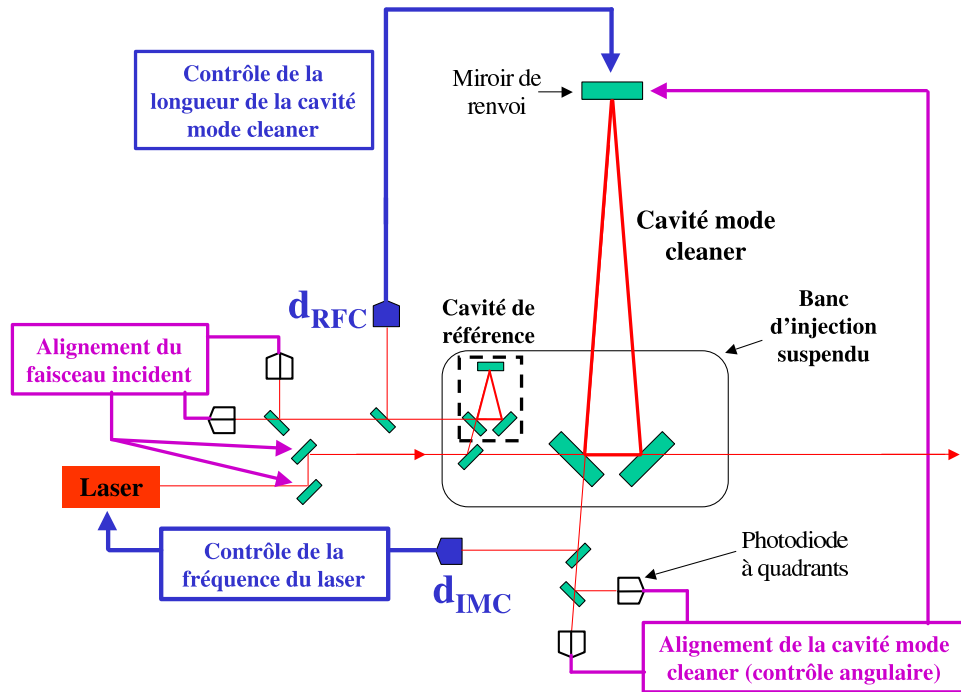 Contrôle de la
longueur de la cavité
mode cleaner
Miroir de
renvoi
Cavité mode
cleaner
d_RFC
Cavité de
référence
Banc
d'injection
suspendu
Alignement du
faisceau incident
Laser
Contrôle de la
fréquence du laser
d_IMC
Photodiode
à quadrants
Alignement de la cavité mode
cleaner (contrôle angulaire)